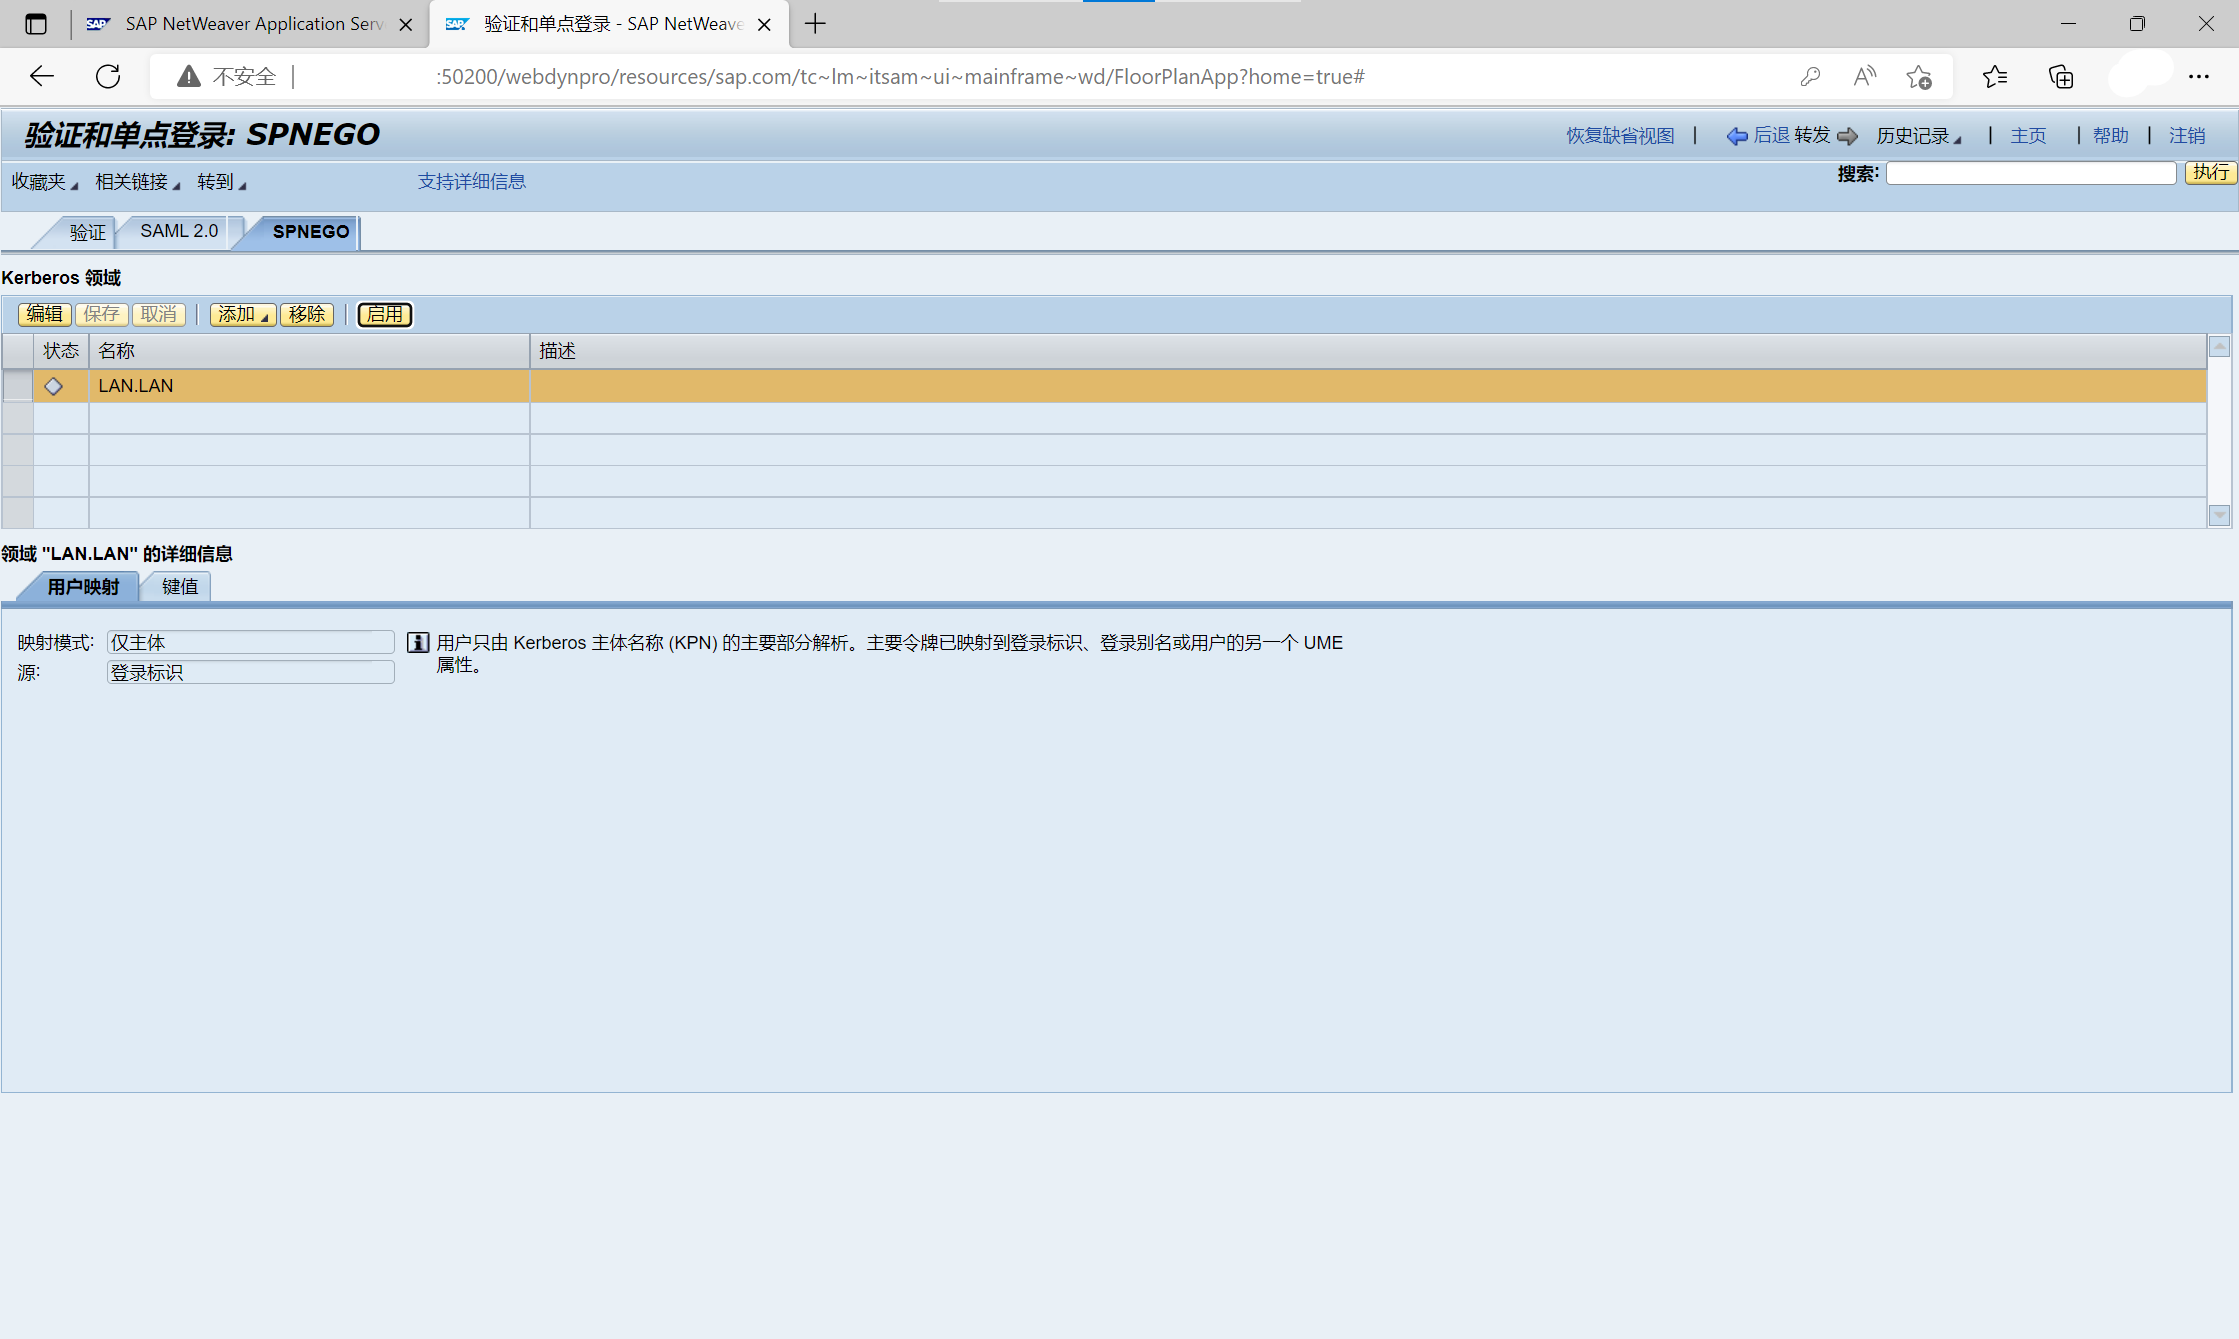 SAP NetWeaver Application Serv
验证和单点登录 - SAP NetWeave
不安全 :50200/webdynpro/resources/sap.com/tc~lm~itsam~ui~mainframe~wd/FloorPlanApp?home=true#
验证和单点登录: SPNEGO
恢复缺省视图 | 后退 转发 历史记录 | 主页 | 帮助 | 注销
收藏夹 相关链接 转到 支持详细信息
搜索: 执行
验证 SAML 2.0 SPNEGO
Kerberos 领域
编辑 保存 取消 添加 移除 启用
状态 名称 描述
LAN.LAN
领域 "LAN.LAN" 的详细信息
用户映射 键值
映射模式: 仅主体
源: 登录标识
用户只由 Kerberos 主体名称 (KPN) 的主要部分解析。主要令牌已映射到登录标识、登录别名或用户的另一个 UME
属性。